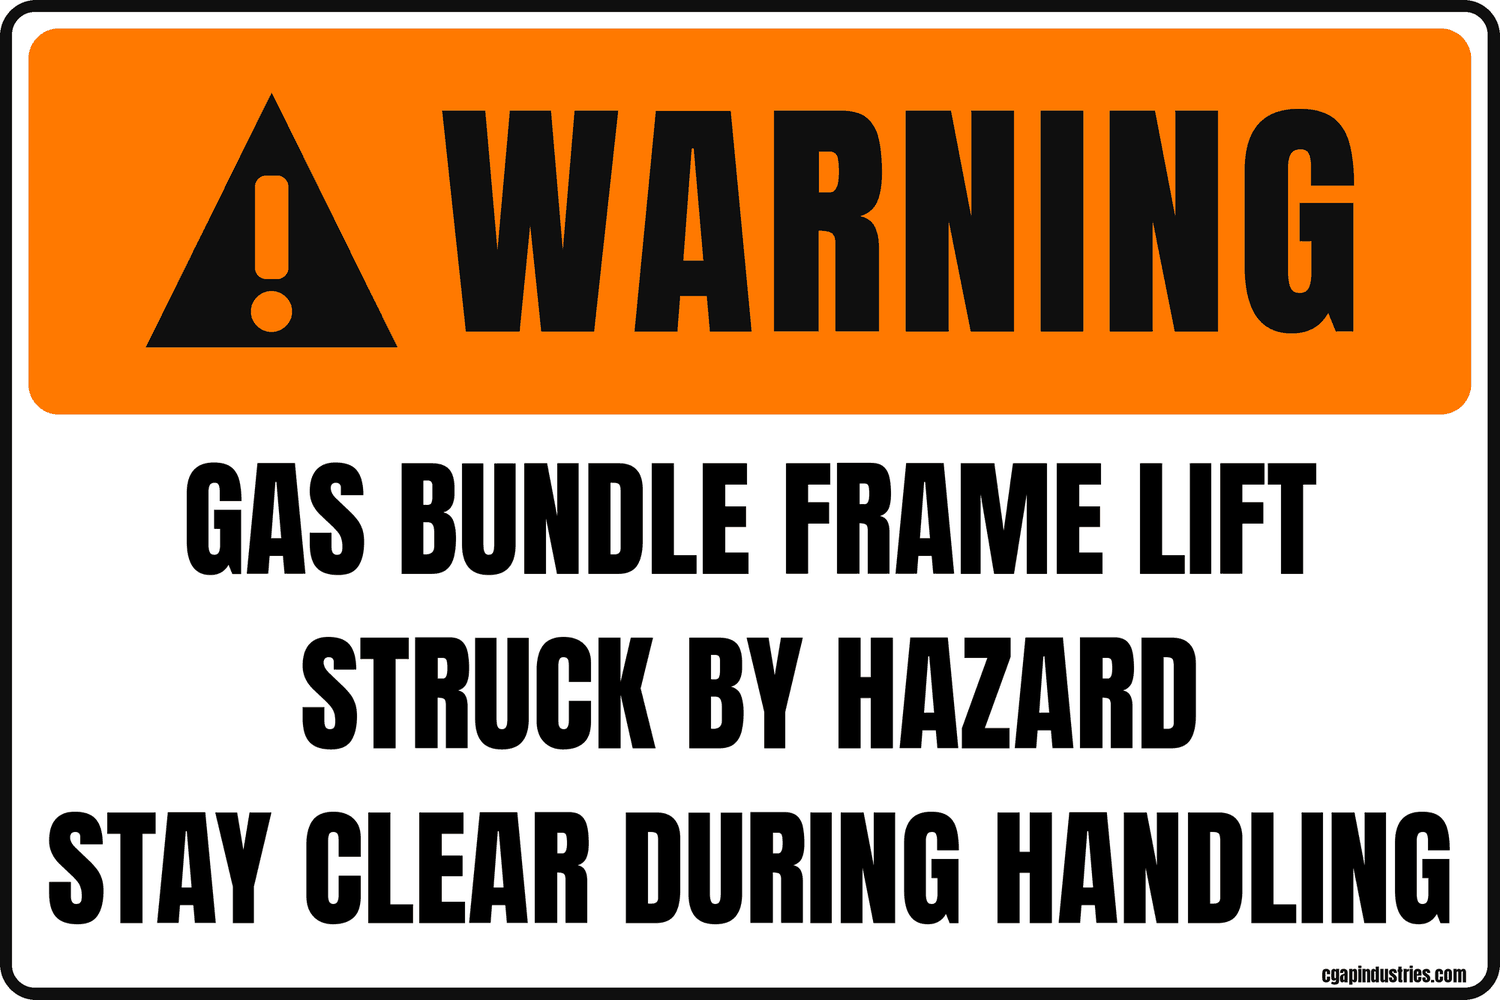 WARNING
GAS BUNDLE FRAME LIFT
STRUCK BY HAZARD
STAY CLEAR DURING HANDLING
cgapindustries.com